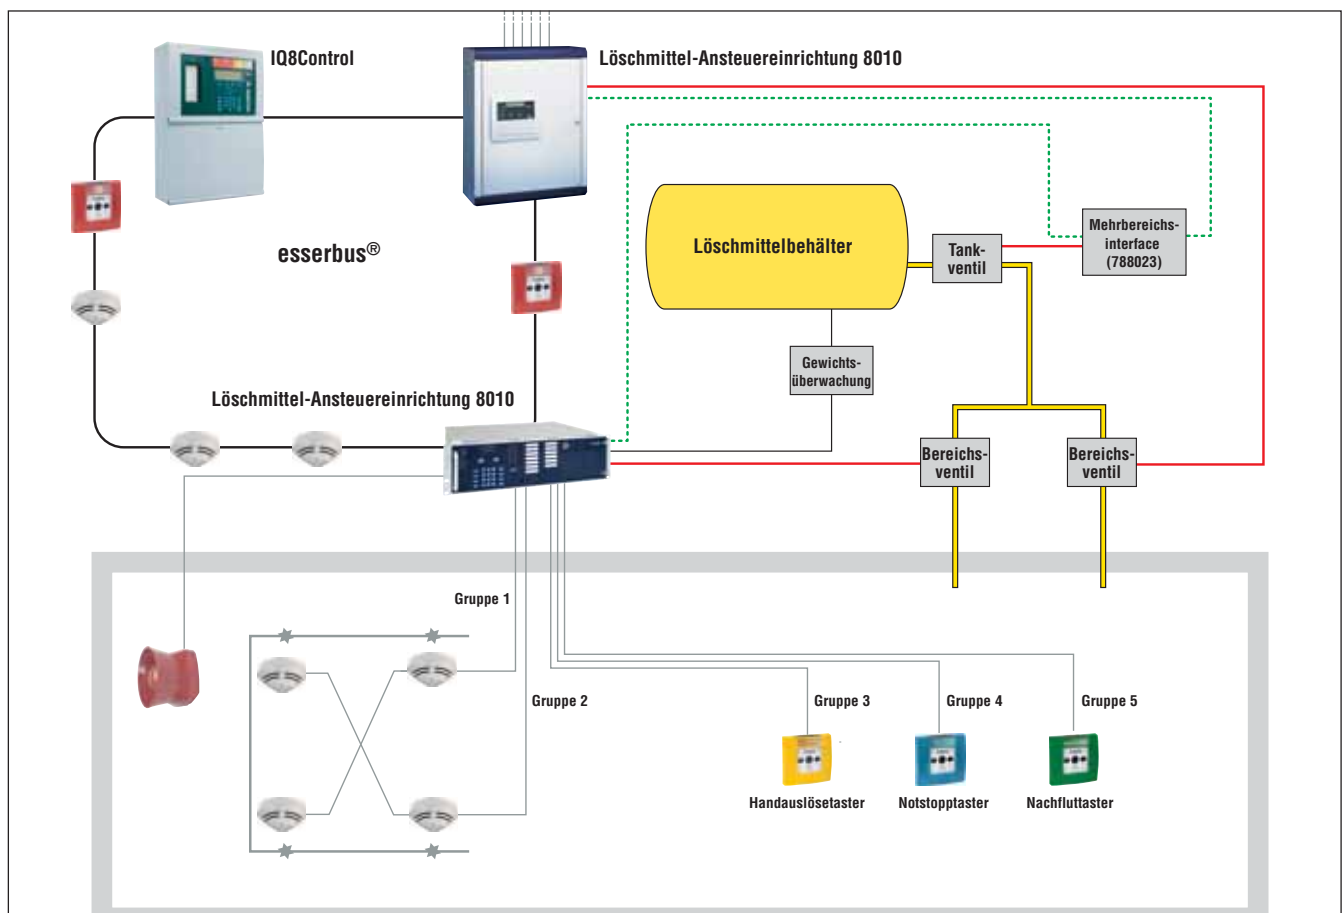 IQ8Control
Löschmittel-Ansteuereinrichtung 8010
esserbus®
Löschmittelbehälter
Tank-
ventil
Mehrbereichs-
interface
(788023)
Gewichts-
überwachung
Löschmittel-Ansteuereinrichtung 8010
Bereichs-
ventil
Bereichs-
ventil
Gruppe 1
Gruppe 2
Gruppe 3
Gruppe 4
Gruppe 5
Handauslösetaster
Notstopptaster
Nachfluttaster